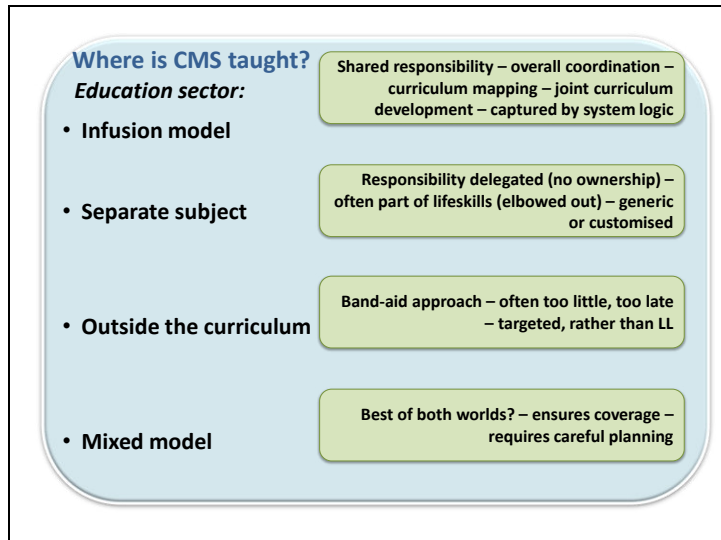 Where is CMS taught?
Education sector:
• Infusion model
Shared responsibility – overall coordination –
curriculum mapping – joint curriculum
development – captured by system logic
• Separate subject
Responsibility delegated (no ownership) –
often part of lifeskills (elbowed out) – generic
or customised
• Outside the curriculum
Band-aid approach – often too little, too late
– targeted, rather than LL
• Mixed model
Best of both worlds? – ensures coverage –
requires careful planning